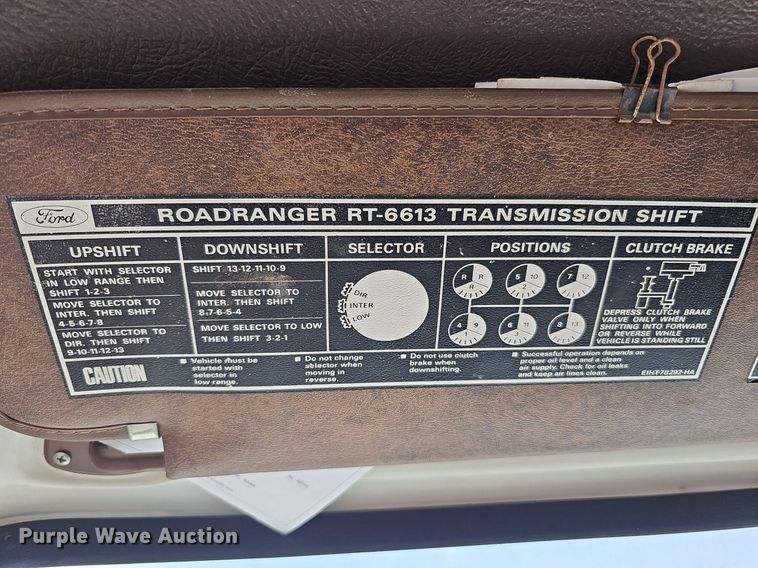 Ford
ROADRANGER RT-6613 TRANSMISSION SHIFT
UPSHIFT
START WITH SELECTOR
IN LOW RANGE THEN
SHIFT 1-2-3
MOVE SELECTOR TO
INTER. THEN SHIFT
4-5-6-7-8
MOVE SELECTOR TO
DIR. THEN SHIFT
9-10-11-12-13
DOWNSHIFT
SHIFT 13-12-11-10-9
MOVE SELECTOR TO
INTER. THEN SHIFT
8-7-6-5-4
MOVE SELECTOR TO LOW
THEN SHIFT 3-2-1
SELECTOR
DIR
INTER
LOW
POSITIONS
R R R
5 10 2
7 12
4 9 1
6 11
8 13
CLUTCH BRAKE
DEPRESS CLUTCH BRAKE
VALVE ONLY WHEN
SHIFTING INTO FORWARD
OR REVERSE WHILE
VEHICLE IS STANDING STILL
CAUTION
■ Vehicle must be
started with
selector in
low range.
■ Do not change
selector when
moving in
reverse.
■ Do not use clutch
brake when
downshifting.
■ Successful operation depends on
proper oil level and a clean
air supply. Check for oil leaks
and keep air lines clean.
EIHT-7B292-HA
Purple Wave Auction